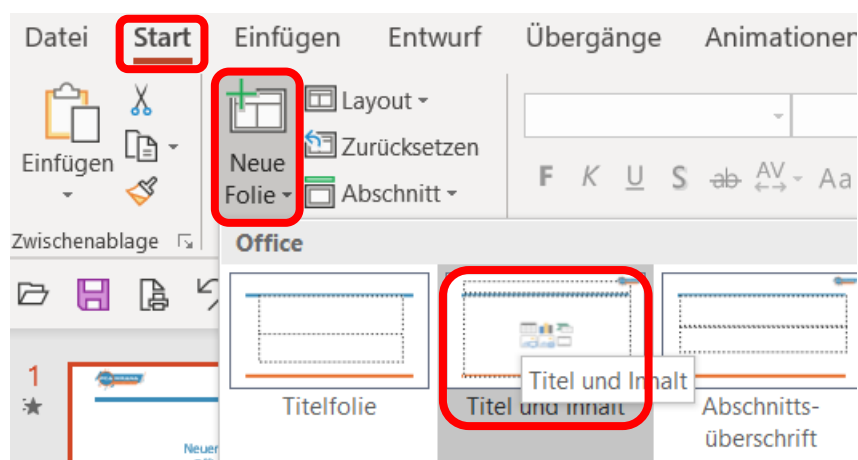 Datei Start Einfügen Entwurf Übergänge Animationen
Layout
Zurücksetzen
Einfügen
Neue
Folie
Abschnitt
F K U S ab AV Aa
Zwischenablage
Office
Titel und Inhalt
Titelfolie Titel und Inhalt Abschnitts-
überschrift
1
Neuer